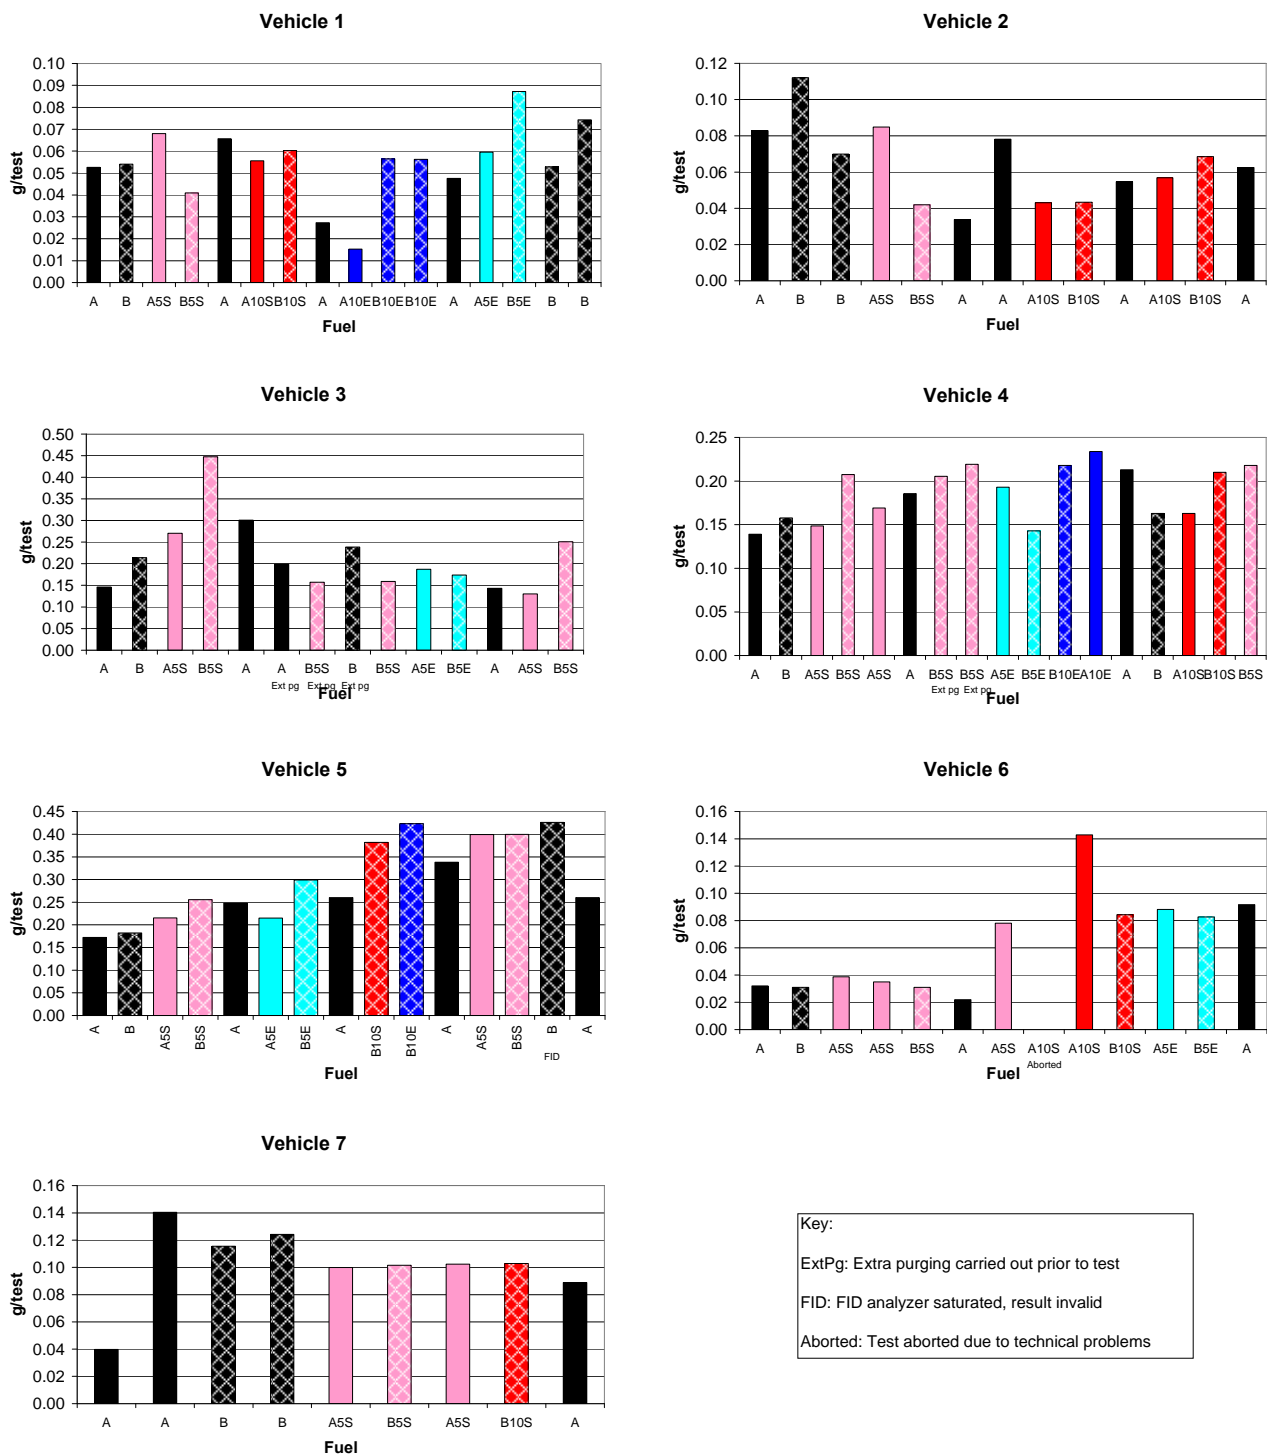 Vehicle 1
0.10
0.09
0.08
0.07
0.06
0.05
0.04
0.03
0.02
0.01
0.00
g/test
A B A5S B5S A A10S B10S A A10E B10E B10E A A5E B5E B B
Fuel
Vehicle 2
0.12
0.10
0.08
0.06
0.04
0.02
0.00
g/test
A B B A5S B5S A A A10S B10S A A10S B10S A
Fuel
Vehicle 3
0.50
0.45
0.40
0.35
0.30
0.25
0.20
0.15
0.10
0.05
0.00
g/test
A B A5S B5S A A B5S B B5S A5E B5E A A5S B5S
Ext pg Ext pg Ext pg
Fuel
Vehicle 4
0.25
0.20
0.15
0.10
0.05
0.00
g/test
A B A5S B5S A5S A B5S B5S A5E B5E B10E A10E A B A10S B10S B5S
Ext pg Ext pg
Fuel
Vehicle 5
0.45
0.40
0.35
0.30
0.25
0.20
0.15
0.10
0.05
0.00
g/test
A B A5S B5S A A5E B5E A B10S B10E A A5S B5S B A
FID
Fuel
Vehicle 6
0.16
0.14
0.12
0.10
0.08
0.06
0.04
0.02
0.00
g/test
A B A5S A5S B5S A A5S A10S A10S B10S A5E B5E A
Aborted
Fuel
Vehicle 7
0.16
0.14
0.12
0.10
0.08
0.06
0.04
0.02
0.00
g/test
A A B B A5S B5S A5S B10S A
Fuel
Key:
ExtPg: Extra purging carried out prior to test
FID: FID analyzer saturated, result invalid
Aborted: Test aborted due to technical problems